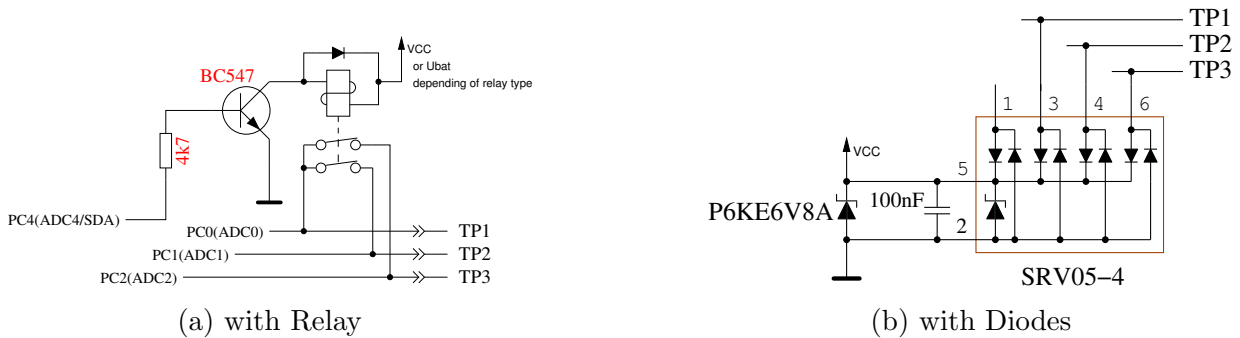 BC547
VCC
or Ubat
depending of relay type
4k7
PC4(ADC4/SDA)
PC0(ADC0)
TP1
PC1(ADC1)
TP2
PC2(ADC2)
TP3
(a) with Relay
TP1
TP2
TP3
1 3 4 6
VCC
5
P6KE6V8A
100nF
2
SRV05−4
(b) with Diodes